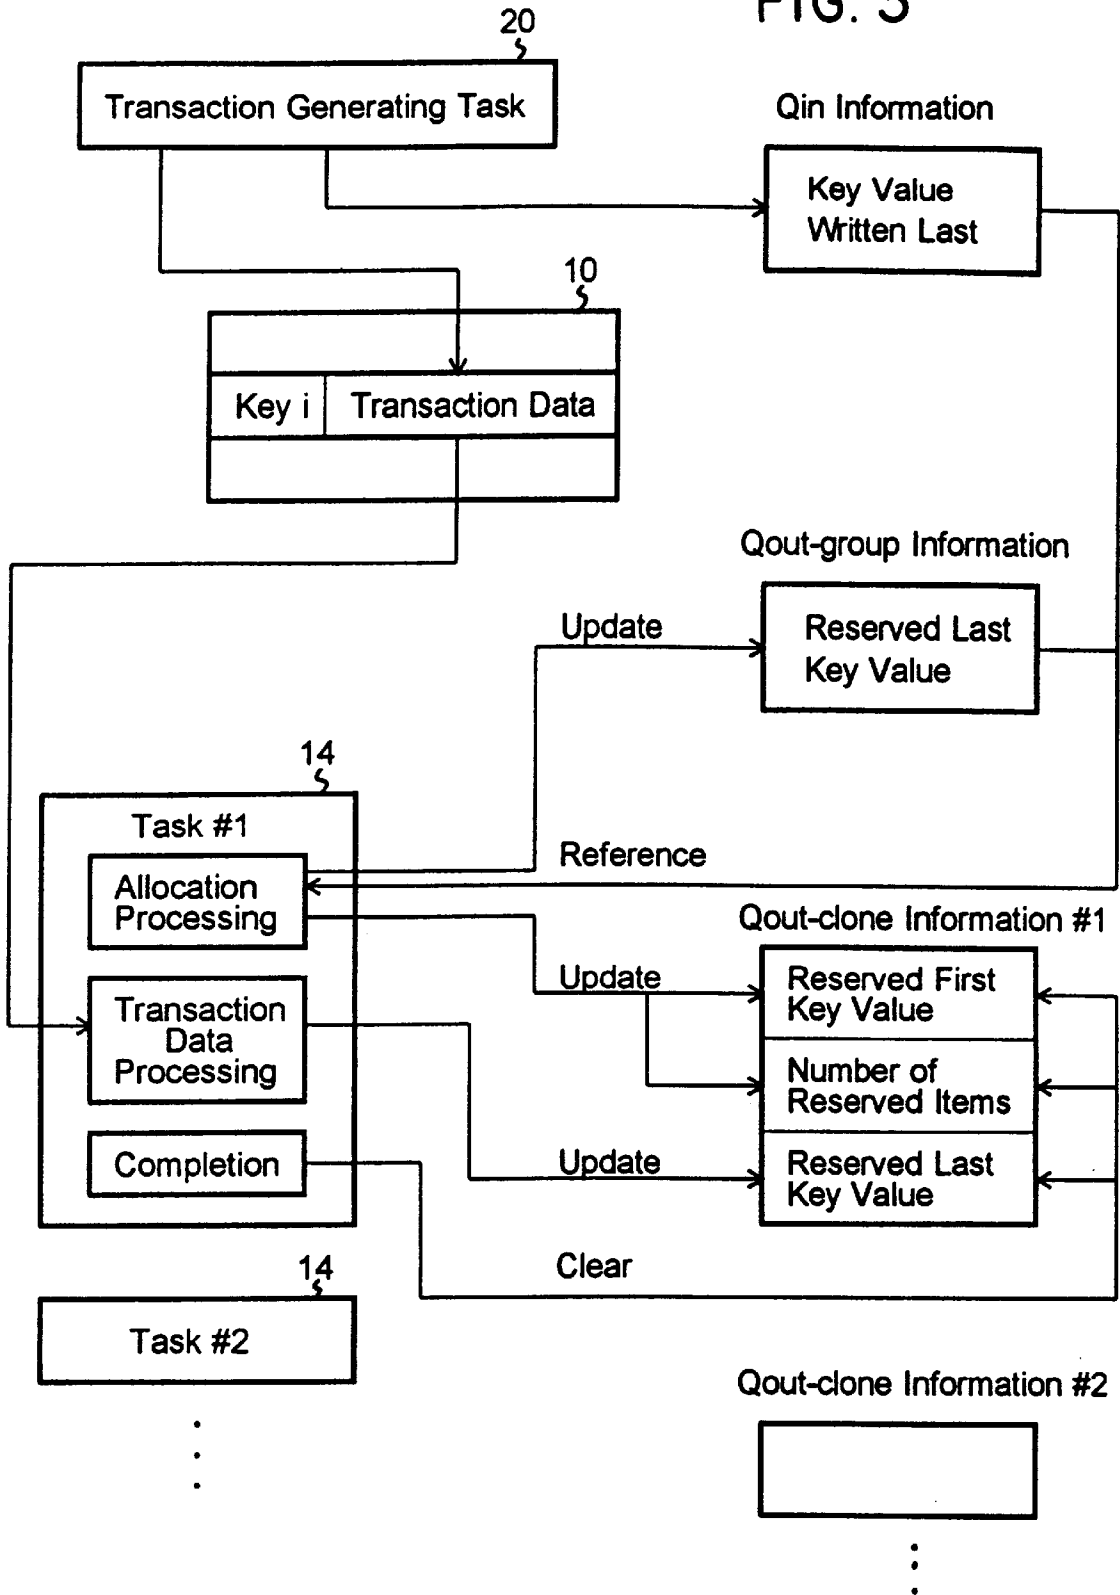 FIG. 5
20
Transaction Generating Task
Qin Information
Key Value
Written Last
10
Key i
Transaction Data
Qout-group Information
Update
Reserved Last
Key Value
14
Task #1
Allocation
Processing
Reference
Qout-clone Information #1
Update
Reserved First
Key Value
Transaction
Data
Processing
Number of
Reserved Items
Completion
Update
Reserved Last
Key Value
Clear
14
Task #2
Qout-clone Information #2